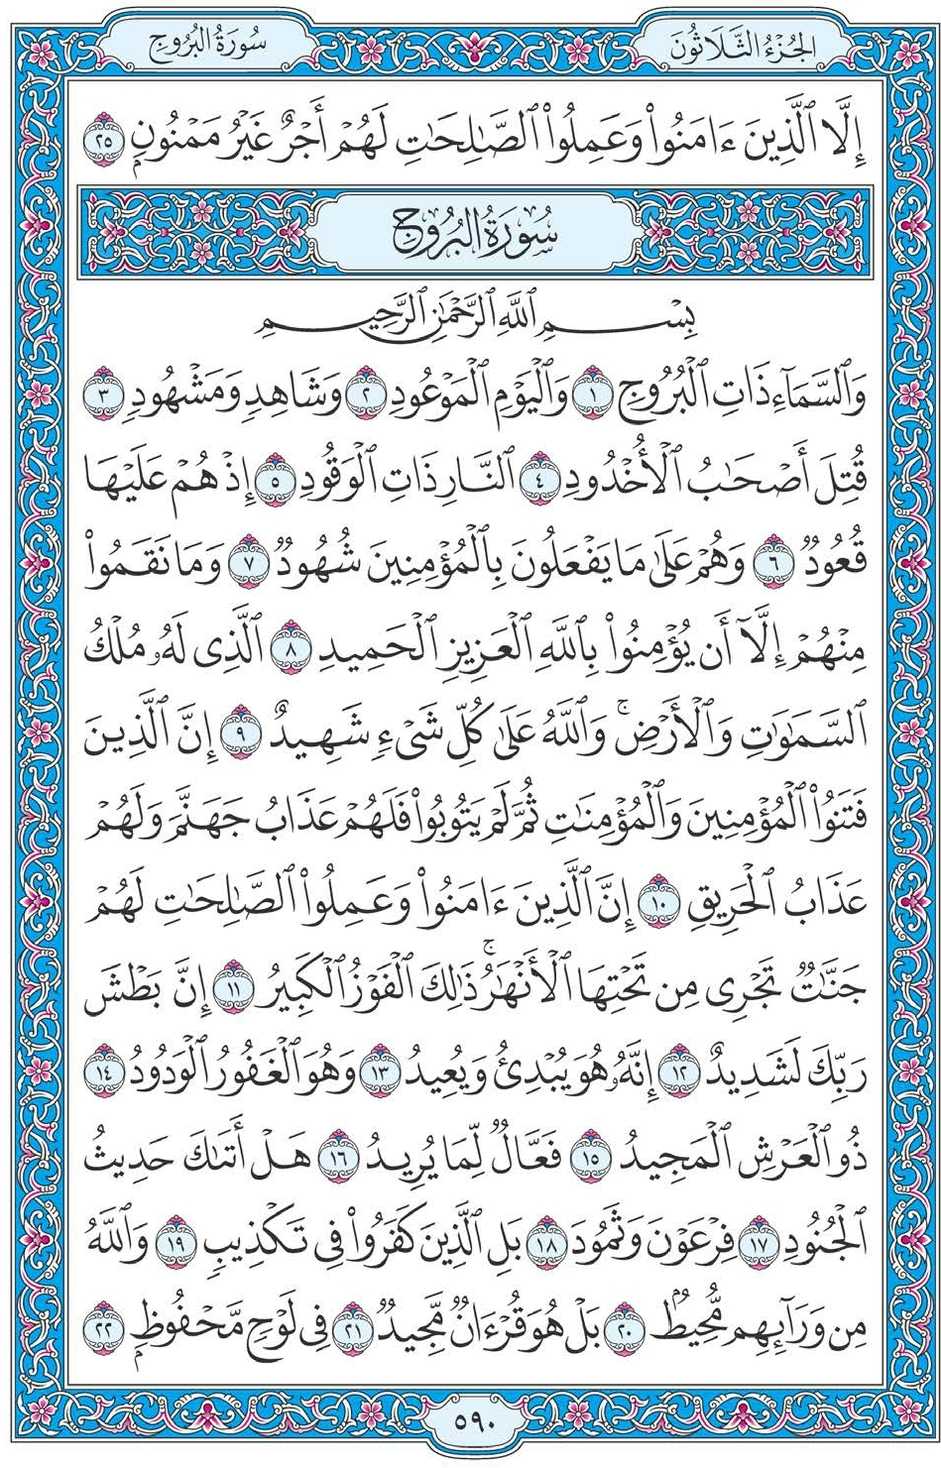 الجُزْءُ الثَّلَاثُونَ
سُورَةُ البُرُوجِ
إِلَّا ٱلَّذِينَ ءَامَنُوا۟ وَعَمِلُوا۟ ٱلصَّـٰلِحَـٰتِ لَهُمْ أَجْرٌ غَيْرُ مَمْنُونٍۭ ٢٥
سُورَةُ البُرُوجِ
بِسْمِ ٱللَّهِ ٱلرَّحْمَـٰنِ ٱلرَّحِيمِ
وَٱلسَّمَآءِ ذَاتِ ٱلْبُرُوجِ ١ وَٱلْيَوْمِ ٱلْمَوْعُودِ ٢ وَشَاهِدٍ وَمَشْهُودٍ ٣
قُتِلَ أَصْحَـٰبُ ٱلْأُخْدُودِ ٤ ٱلنَّارِ ذَاتِ ٱلْوَقُودِ ٥ إِذْ هُمْ عَلَيْهَا
قُعُودٌ ٦ وَهُمْ عَلَىٰ مَا يَفْعَلُونَ بِٱلْمُؤْمِنِينَ شُهُودٌ ٧ وَمَا نَقَمُوا۟
مِنْهُمْ إِلَّآ أَن يُؤْمِنُوا۟ بِٱللَّهِ ٱلْعَزِيزِ ٱلْحَمِيدِ ٨ ٱلَّذِى لَهُۥ مُلْكُ
ٱلسَّمَـٰوَٰتِ وَٱلْأَرْضِ ۚ وَٱللَّهُ عَلَىٰ كُلِّ شَىْءٍ شَهِيدٌ ٩ إِنَّ ٱلَّذِينَ
فَتَنُوا۟ ٱلْمُؤْمِنِينَ وَٱلْمُؤْمِنَـٰتِ ثُمَّ لَمْ يَتُوبُوا۟ فَلَهُمْ عَذَابُ جَهَنَّمَ وَلَهُمْ
عَذَابُ ٱلْحَرِيقِ ١٠ إِنَّ ٱلَّذِينَ ءَامَنُوا۟ وَعَمِلُوا۟ ٱلصَّـٰلِحَـٰتِ لَهُمْ
جَنَّـٰتٌ تَجْرِى مِن تَحْتِهَا ٱلْأَنْهَـٰرُ ۚ ذَٰلِكَ ٱلْفَوْزُ ٱلْكَبِيرُ ١١ إِنَّ بَطْشَ
رَبِّكَ لَشَدِيدٌ ١٢ إِنَّهُۥ هُوَ يُبْدِئُ وَيُعِيدُ ١٣ وَهُوَ ٱلْغَفُورُ ٱلْوَدُودُ ١٤
ذُو ٱلْعَرْشِ ٱلْمَجِيدُ ١٥ فَعَّالٌ لِّمَا يُرِيدُ ١٦ هَلْ أَتَىٰكَ حَدِيثُ
ٱلْجُنُودِ ١٧ فِرْعَوْنَ وَثَمُودَ ١٨ بَلِ ٱلَّذِينَ كَفَرُوا۟ فِى تَكْذِيبٍ ١٩ وَٱللَّهُ
مِن وَرَآئِهِم مُّحِيطٌۢ ٢٠ بَلْ هُوَ قُرْءَانٌ مَّجِيدٌ ٢١ فِى لَوْحٍ مَّحْفُوظٍۭ ٢٢
٥٩٠